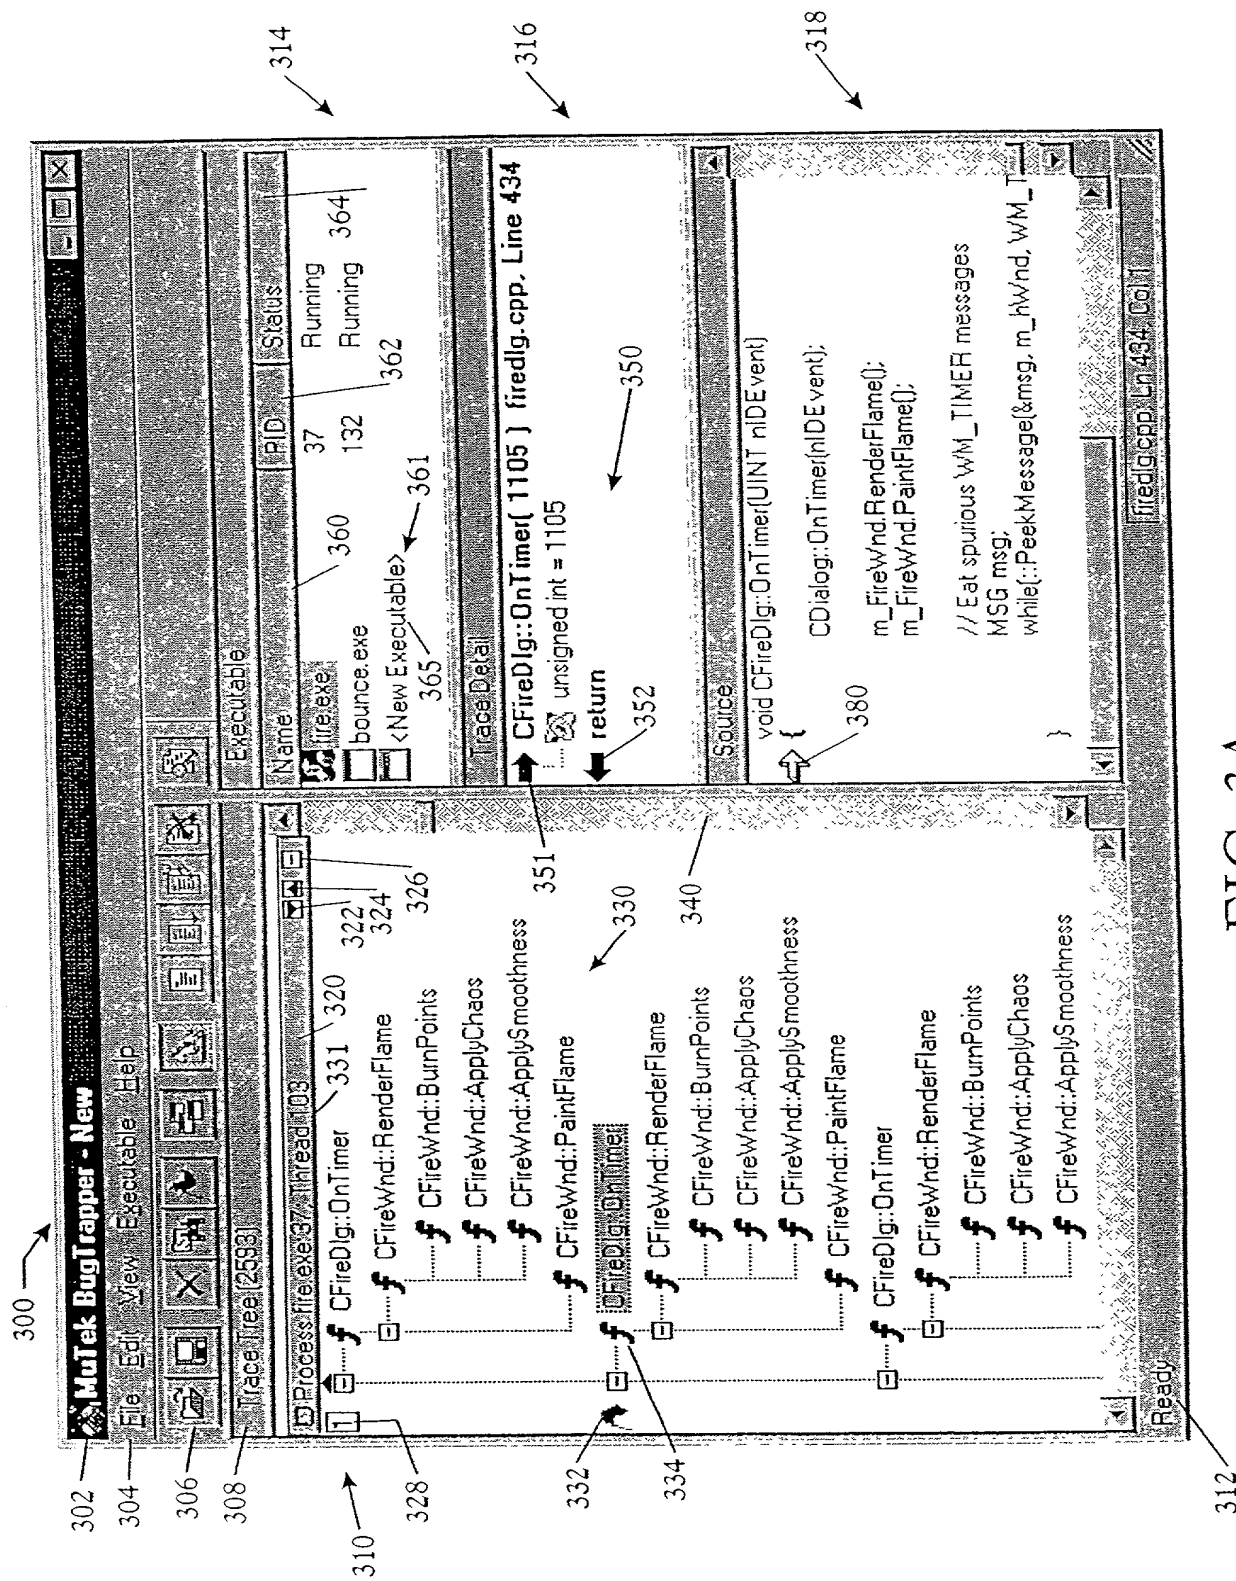 300
302
MuTek BugTrapper - New
304
File Edit View Executable Help
306
308
Trace Tree [2593]
Process fire.exe:37, Thread 103
310
320
322
324
326
328
1
331
CFireDlg::OnTimer
CFireWnd::RenderFlame
CFireWnd::BurnPoints
CFireWnd::ApplyChaos
CFireWnd::ApplySmoothness
CFireWnd::PaintFlame
330
332
334
CFireDlg::OnTimer
CFireWnd::RenderFlame
CFireWnd::BurnPoints
CFireWnd::ApplyChaos
CFireWnd::ApplySmoothness
CFireWnd::PaintFlame
340
CFireDlg::OnTimer
CFireWnd::RenderFlame
CFireWnd::BurnPoints
CFireWnd::ApplyChaos
CFireWnd::ApplySmoothness
Executable
314
Name PID Status
fire.exe 37 Running
bounce.exe 132 Running
<New Executable>
360
361
362
364
365
Trace Detail
316
CFireDlg::OnTimer( 1105 ) firedlg.cpp, Line 434
unsigned int = 1105
return
350
351
352
Source
318
void CFireDlg::OnTimer(UINT nIDEvent)
{
380
CDialog::OnTimer(nIDEvent);
m_FireWnd.RenderFlame();
m_FireWnd.PaintFlame();
// Eat spurious WM_TIMER messages
MSG msg;
while(::PeekMessage(&msg, m_hWnd, WM_T
}
Ready
firedlg.cpp, Ln 434, Col 1
312
FIG. 3A